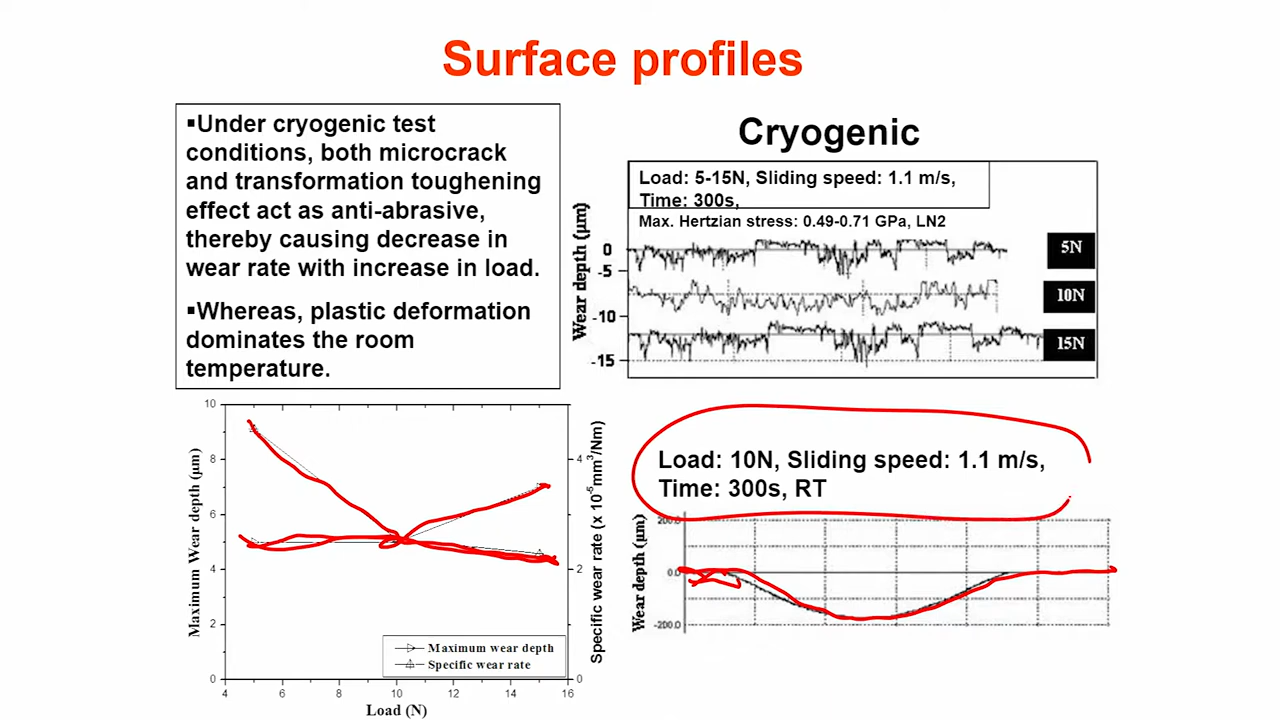 Surface profiles
▪Under cryogenic test
conditions, both microcrack
and transformation toughening
effect act as anti-abrasive,
thereby causing decrease in
wear rate with increase in load.
▪Whereas, plastic deformation
dominates the room
temperature.
Cryogenic
Load: 5-15N, Sliding speed: 1.1 m/s,
Time: 300s,
Max. Hertzian stress: 0.49-0.71 GPa, LN2
Wear depth (µm)
0
-5
-10
-15
5N
10N
15N
Maximum Wear depth (µm)
10
8
6
4
2
0
4
6
8
10
12
14
16
Load (N)
4
2
0
Specific wear rate (x 10⁻⁵mm³/Nm)
Maximum wear depth
Specific wear rate
Load: 10N, Sliding speed: 1.1 m/s,
Time: 300s, RT
Wear depth (µm)
200.0
0.0
-200.0